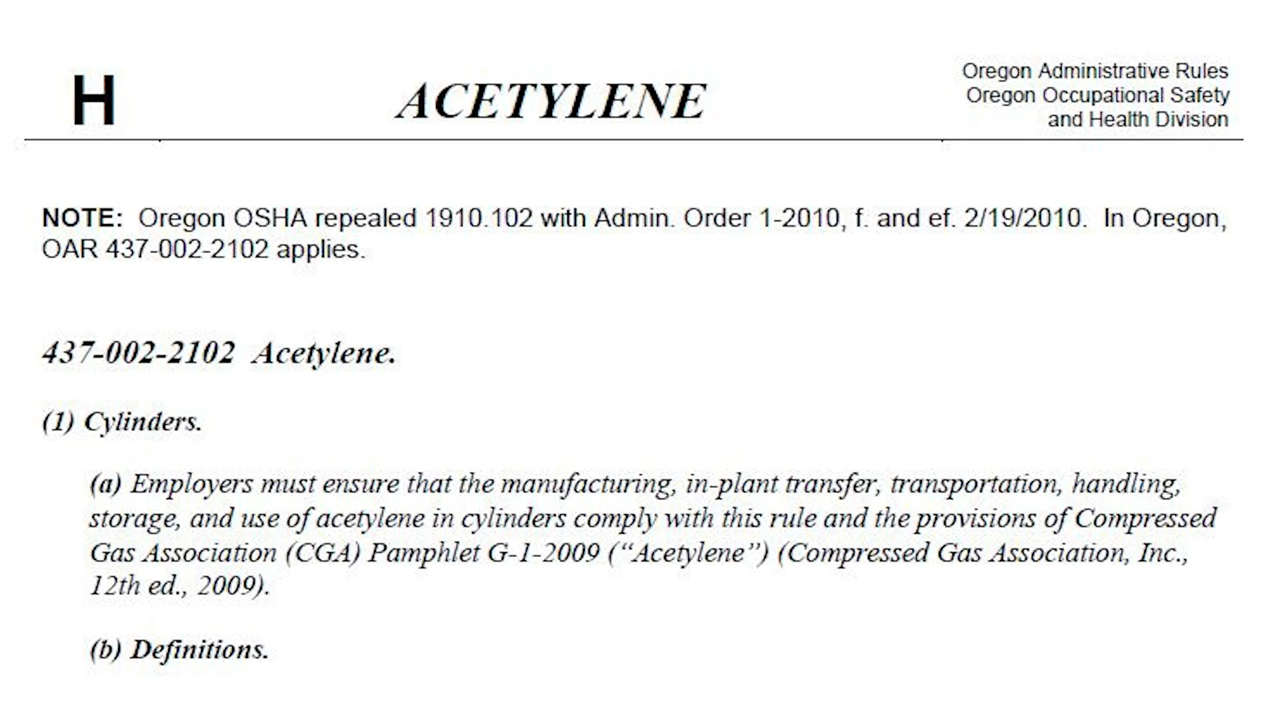 H
ACETYLENE
Oregon Administrative Rules
Oregon Occupational Safety
and Health Division
NOTE: Oregon OSHA repealed 1910.102 with Admin. Order 1-2010, f. and ef. 2/19/2010. In Oregon,
OAR 437-002-2102 applies.
437-002-2102 Acetylene.
(1) Cylinders.
(a) Employers must ensure that the manufacturing, in-plant transfer, transportation, handling,
storage, and use of acetylene in cylinders comply with this rule and the provisions of Compressed
Gas Association (CGA) Pamphlet G-1-2009 (“Acetylene”) (Compressed Gas Association, Inc.,
12th ed., 2009).
(b) Definitions.